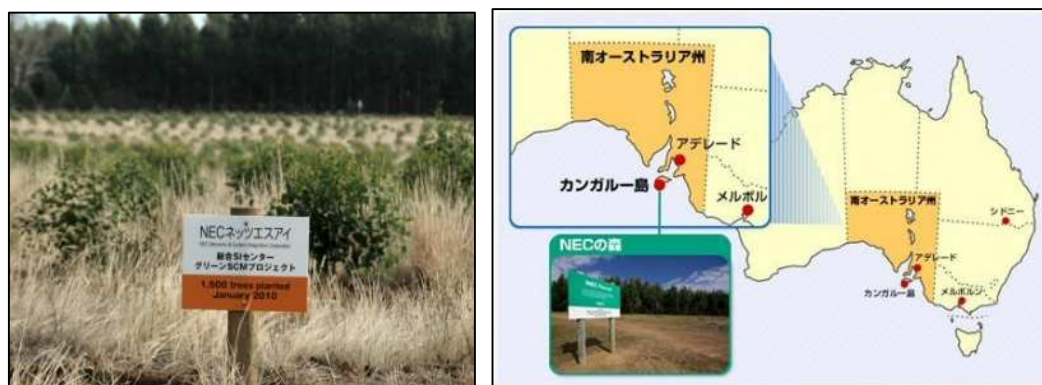 NECネッツエスアイ
NEC Networks & System Integration Corporation
総合SIセンター
グリーンSCMプロジェクト
1,500 trees planted
January 2010
南オーストラリア州
アデレード
カンガルー島
メルボル
NECの森
南オーストラリア州
シドニー
アデレード
カンガルー島
メルボルン